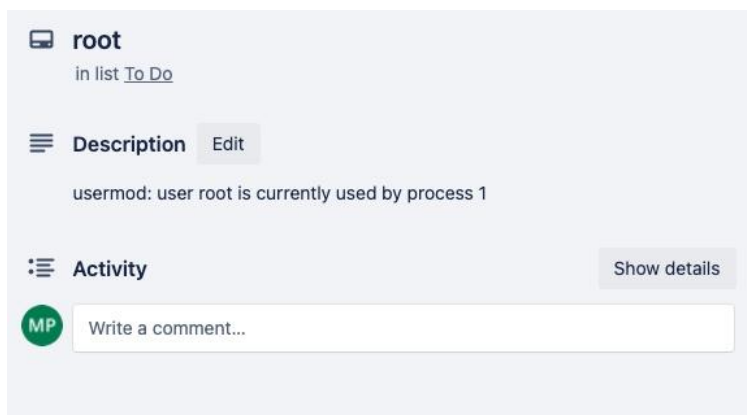 root
in list To Do
Description Edit
usermod: user root is currently used by process 1
Activity Show details
MP Write a comment...